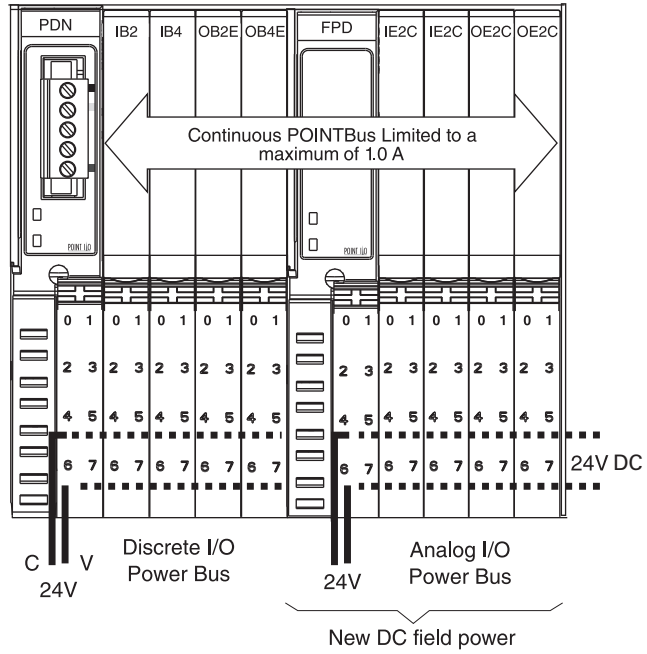 PDN IB2 IB4 OB2E OB4E FPD IE2C IE2C OE2C OE2C
Continuous POINTBus Limited to a
maximum of 1.0 A
POINT I/O POINT I/O
0 1 0 1 0 1 0 1 0 1 0 1 0 1 0 1 0 1 0 1
2 3 2 3 2 3 2 3 2 3 2 3 2 3 2 3 2 3 2 3
4 5 4 5 4 5 4 5 4 5 4 5 4 5 4 5 4 5 4 5
6 7 6 7 6 7 6 7 6 7 6 7 6 7 6 7 6 7 6 7 24V DC
C V
24V
Discrete I/O
Power Bus
24V
Analog I/O
Power Bus
New DC field power